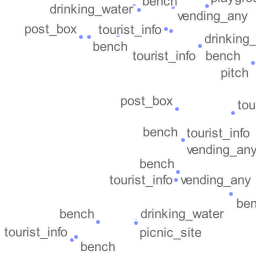 bench
playgro
drinking_water
vending_any
post_box
tourist_info
drinking_
bench
tourist_info
bench
pitch
post_box
tou
bench
tourist_info
vending_any
bench
tourist_info
vending_any
ben
bench
drinking_water
tourist_info
picnic_site
bench